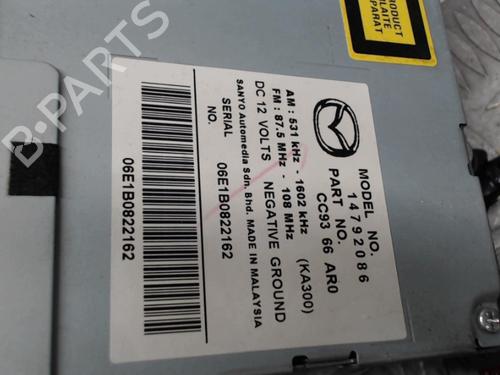 MODEL NO.
14792086
PART NO.
CC93 66 AR0
(KA300)
AM : 531 kHz - 1602 kHz
FM : 87.5 MHz - 108 MHz
DC 12 VOLTS NEGATIVE GROUND
SANYO Automedia Sdn. Bhd. MADE IN MALAYSIA
SERIAL
NO.
06E1B0822162
06E1B0822162
PRODUCT
LAITE
APPARAT
B-PARTS